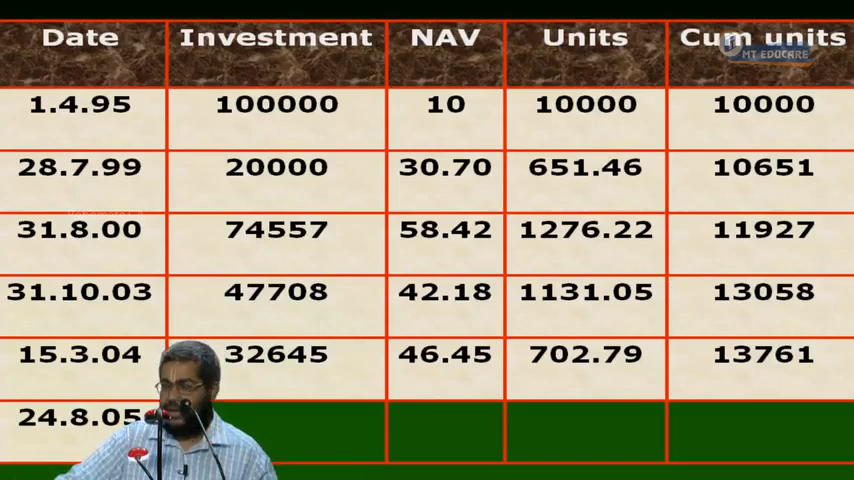 Date Investment NAV Units Cum units
MT EDUCARE
1.4.95 100000 10 10000 10000
28.7.99 20000 30.70 651.46 10651
31.8.00 74557 58.42 1276.22 11927
31.10.03 47708 42.18 1131.05 13058
15.3.04 32645 46.45 702.79 13761
24.8.05